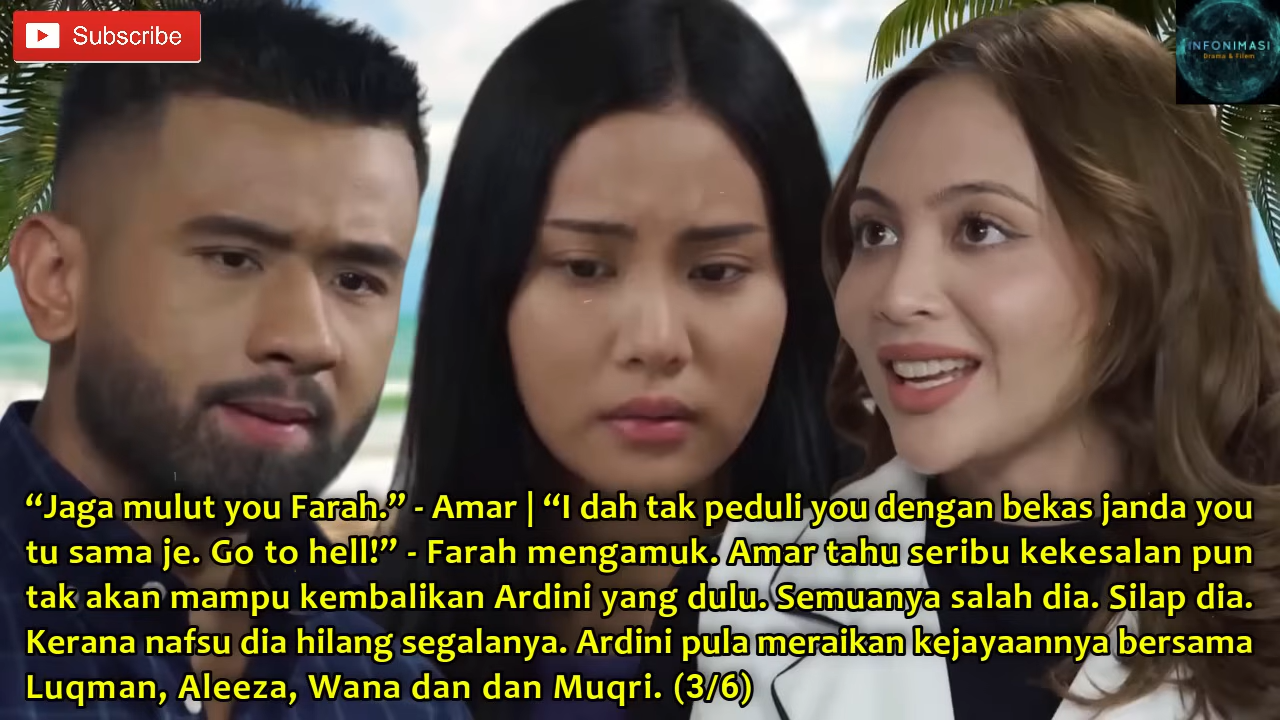 Subscribe
INFONIMASI
Drama & Filem
“Jaga mulut you Farah.” - Amar | “I dah tak peduli you dengan bekas janda you
tu sama je. Go to hell!” - Farah mengamuk. Amar tahu seribu kekesalan pun
tak akan mampu kembalikan Ardini yang dulu. Semuanya salah dia. Silap dia.
Kerana nafsu dia hilang segalanya. Ardini pula meraikan kejayaannya bersama
Luqman, Aleeza, Wana dan dan Muqri. (3/6)